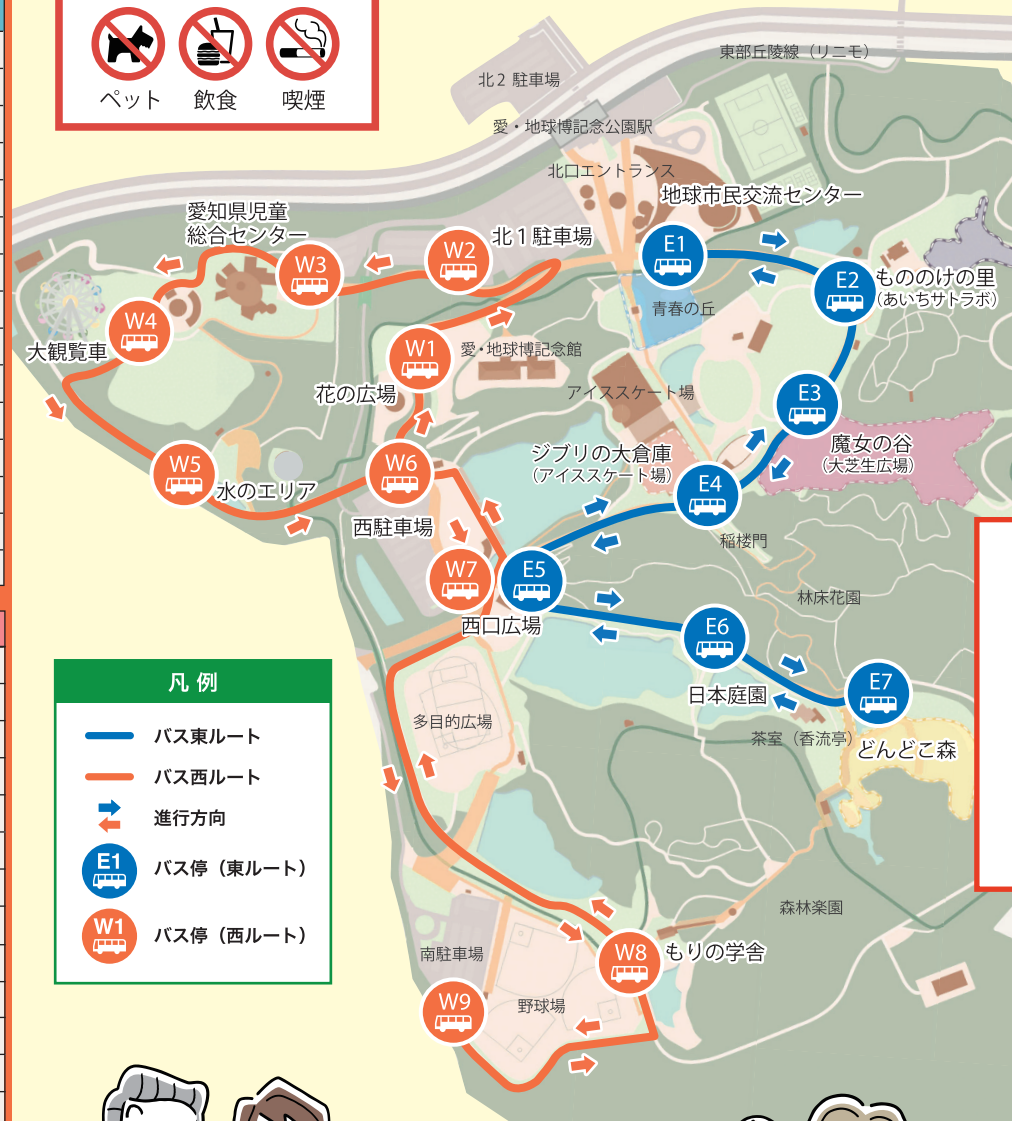 ペット
飲食
喫煙
東部丘陵線（リニモ）
北2 駐車場
愛・地球博記念公園駅
北口エントランス
地球市民交流センター
愛知県児童
総合センター
北1駐車場
W3
W2
E1
E2
もののけの里
（あいちサトラボ）
青春の丘
W4
大観覧車
W1
愛・地球博記念館
花の広場
アイススケート場
E3
魔女の谷
（大芝生広場）
ジブリの大倉庫
（アイススケート場）
W5
水のエリア
W6
西駐車場
E4
稲楼門
W7
E5
西口広場
林床花園
E6
日本庭園
E7
茶室（香流亭）
どんどこ森
多目的広場
凡例
バス東ルート
バス西ルート
進行方向
E1
バス停（東ルート）
W1
バス停（西ルート）
森林楽園
南駐車場
W8
もりの学舎
W9
野球場